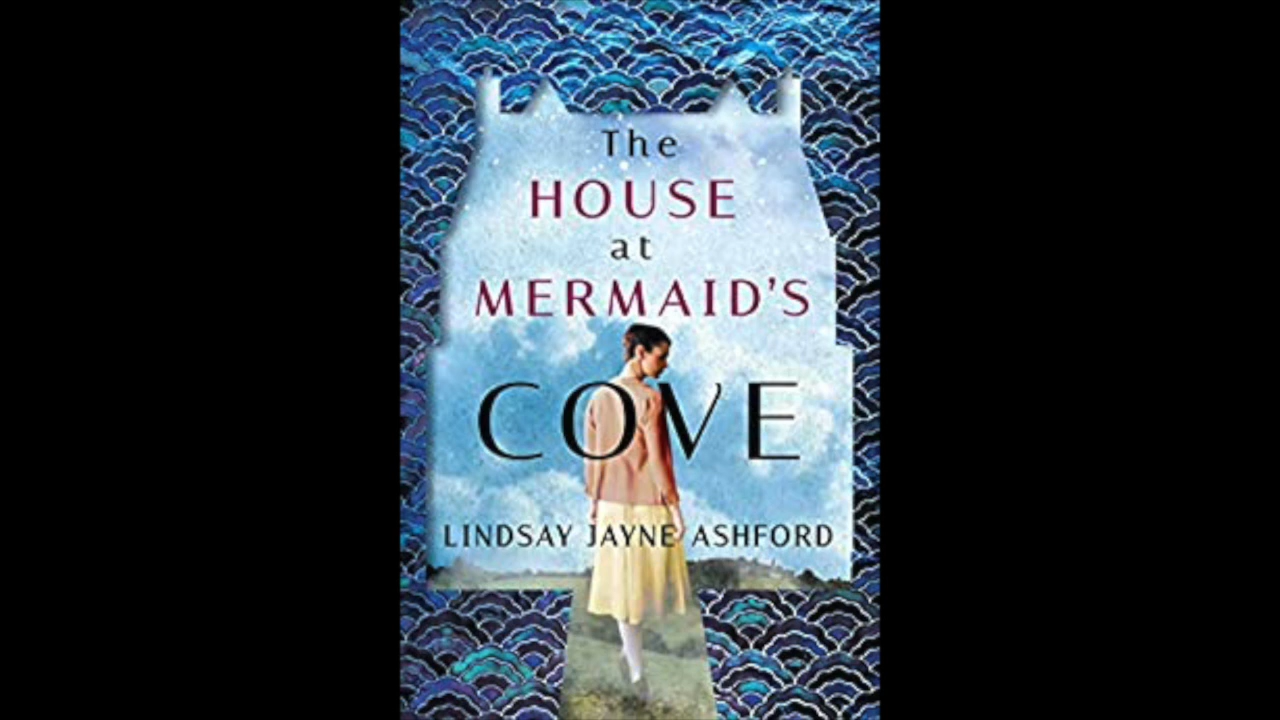 The
HOUSE
at
MERMAID'S
COVE
LINDSAY JAYNE ASHFORD